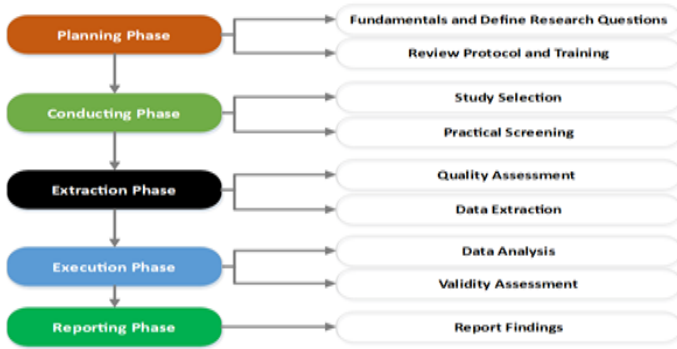 Planning Phase
Fundamentals and Define Research Questions
Review Protocol and Training
Conducting Phase
Study Selection
Practical Screening
Extraction Phase
Quality Assessment
Data Extraction
Execution Phase
Data Analysis
Validity Assessment
Reporting Phase
Report Findings